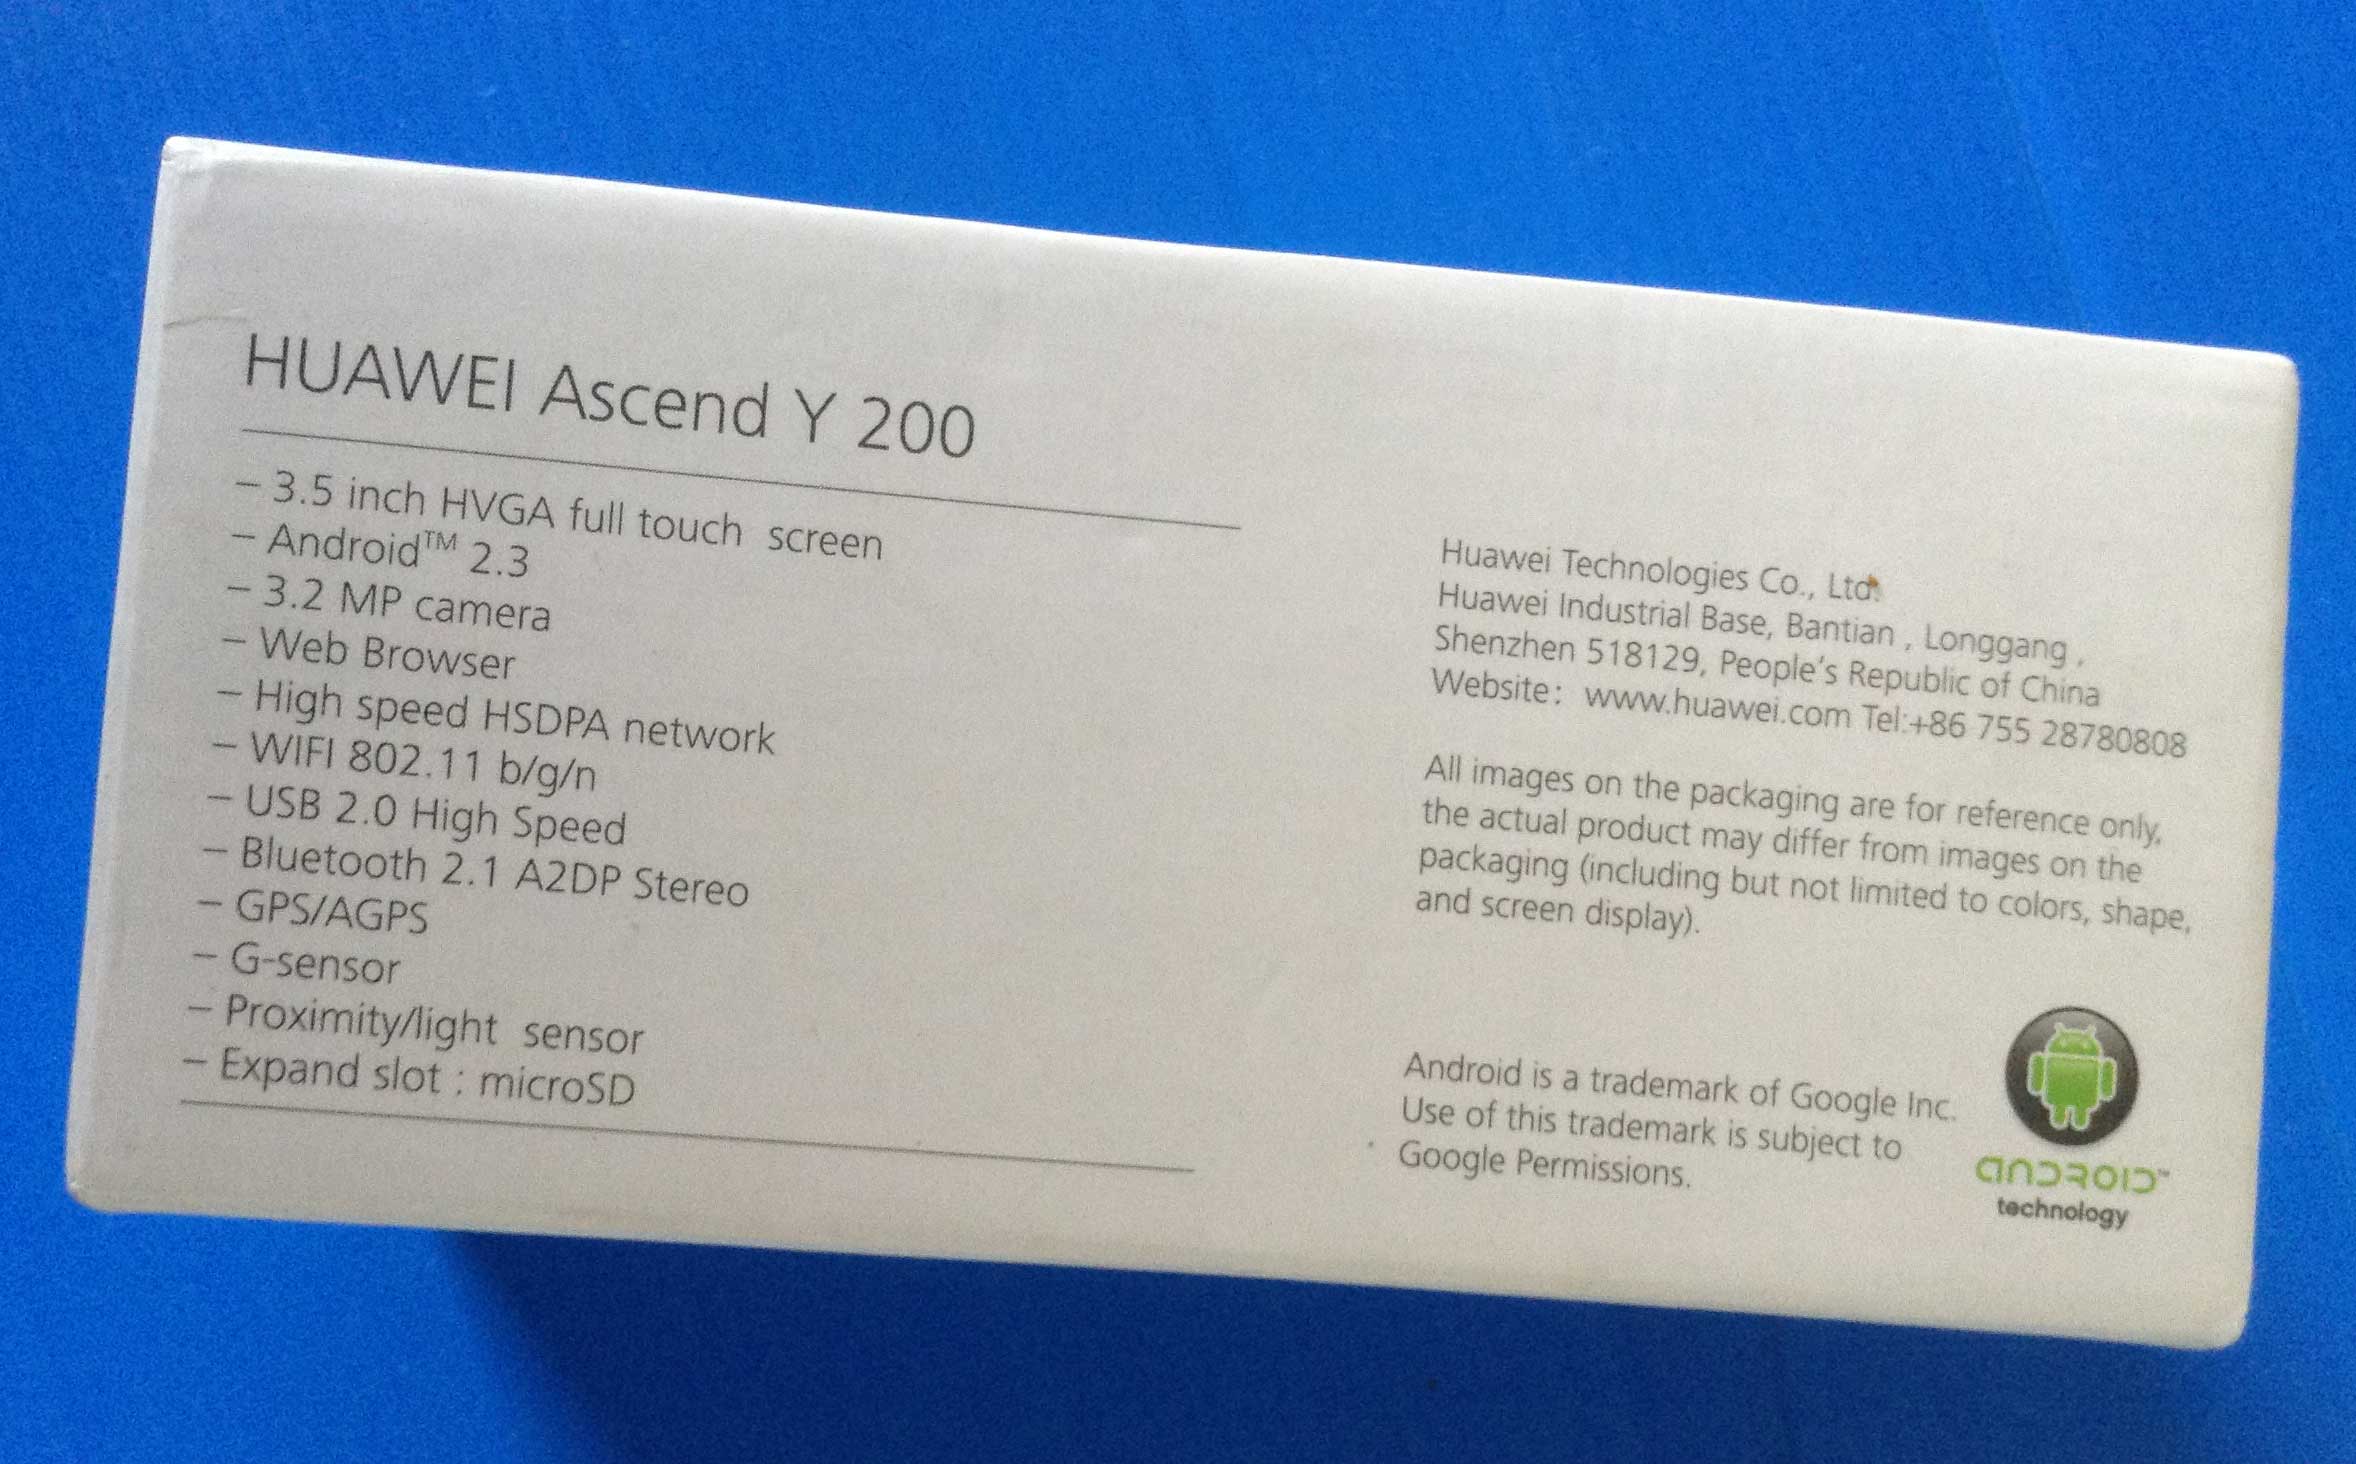 HUAWEI Ascend Y 200
– 3.5 inch HVGA full touch screen
– Android™ 2.3
– 3.2 MP camera
– Web Browser
– High speed HSDPA network
– WIFI 802.11 b/g/n
– USB 2.0 High Speed
– Bluetooth 2.1 A2DP Stereo
– GPS/AGPS
– G-sensor
– Proximity/light sensor
– Expand slot : microSD
Huawei Technologies Co., Ltd.
Huawei Industrial Base, Bantian , Longgang ,
Shenzhen 518129, People's Republic of China
Website: www.huawei.com Tel:+86 755 28780808
All images on the packaging are for reference only,
the actual product may differ from images on the
packaging (including but not limited to colors, shape,
and screen display).
Android is a trademark of Google Inc.
Use of this trademark is subject to
Google Permissions.
ANDROID™
technology